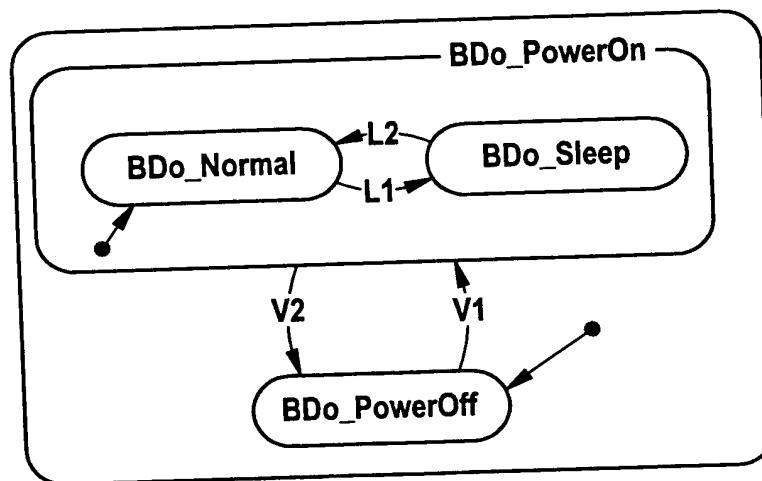 BDo_PowerOn
L2
BDo_Normal
BDo_Sleep
L1
V2
V1
BDo_PowerOff